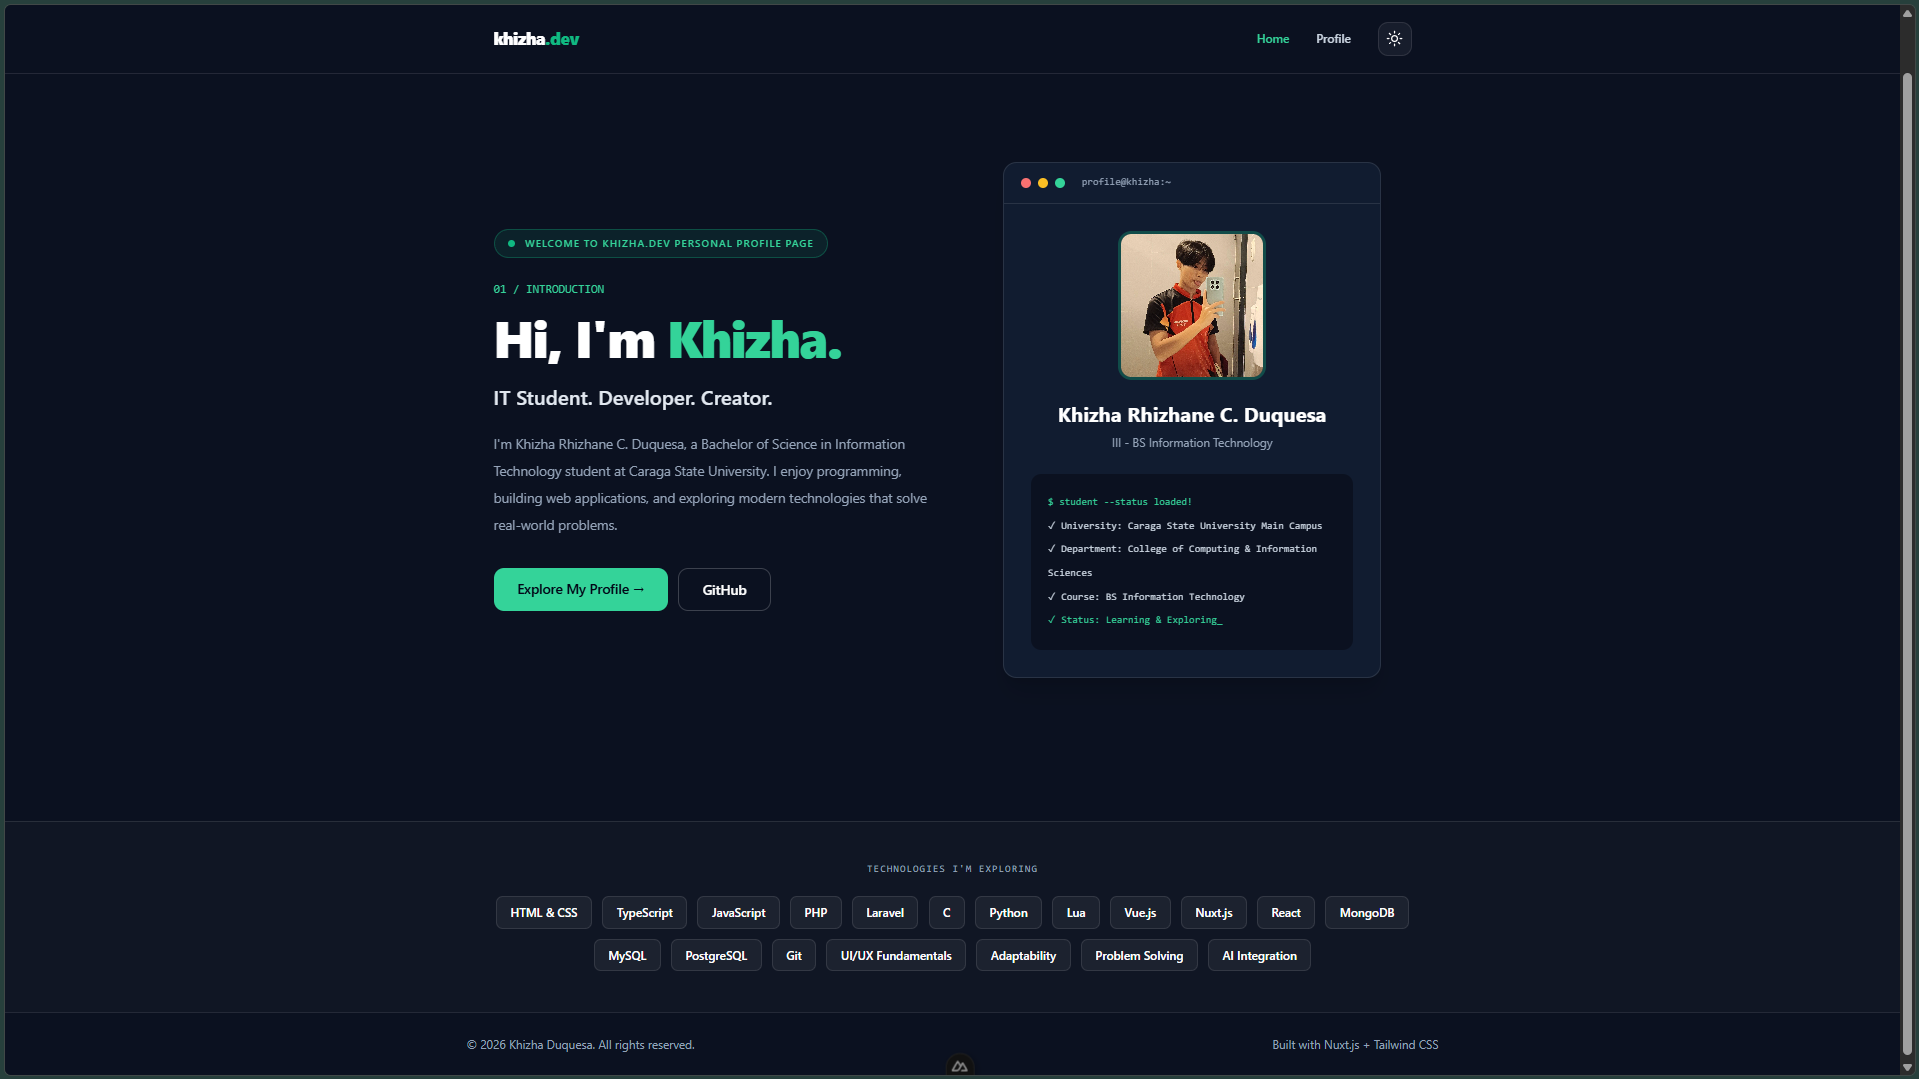 khizha.dev
Home
Profile
WELCOME TO KHIZHA.DEV PERSONAL PROFILE PAGE
01 / INTRODUCTION
Hi, I'm Khizha.
IT Student. Developer. Creator.
I'm Khizha Rhizhane C. Duquesa, a Bachelor of Science in Information
Technology student at Caraga State University. I enjoy programming,
building web applications, and exploring modern technologies that solve
real-world problems.
Explore My Profile →
GitHub
profile@khizha:~
Khizha Rhizhane C. Duquesa
III - BS Information Technology
$ student --status loaded!
✓ University: Caraga State University Main Campus
✓ Department: College of Computing & Information
Sciences
✓ Course: BS Information Technology
✓ Status: Learning & Exploring_
TECHNOLOGIES I'M EXPLORING
HTML & CSS
TypeScript
JavaScript
PHP
Laravel
C
Python
Lua
Vue.js
Nuxt.js
React
MongoDB
MySQL
PostgreSQL
Git
UI/UX Fundamentals
Adaptability
Problem Solving
AI Integration
© 2026 Khizha Duquesa. All rights reserved.
Built with Nuxt.js + Tailwind CSS